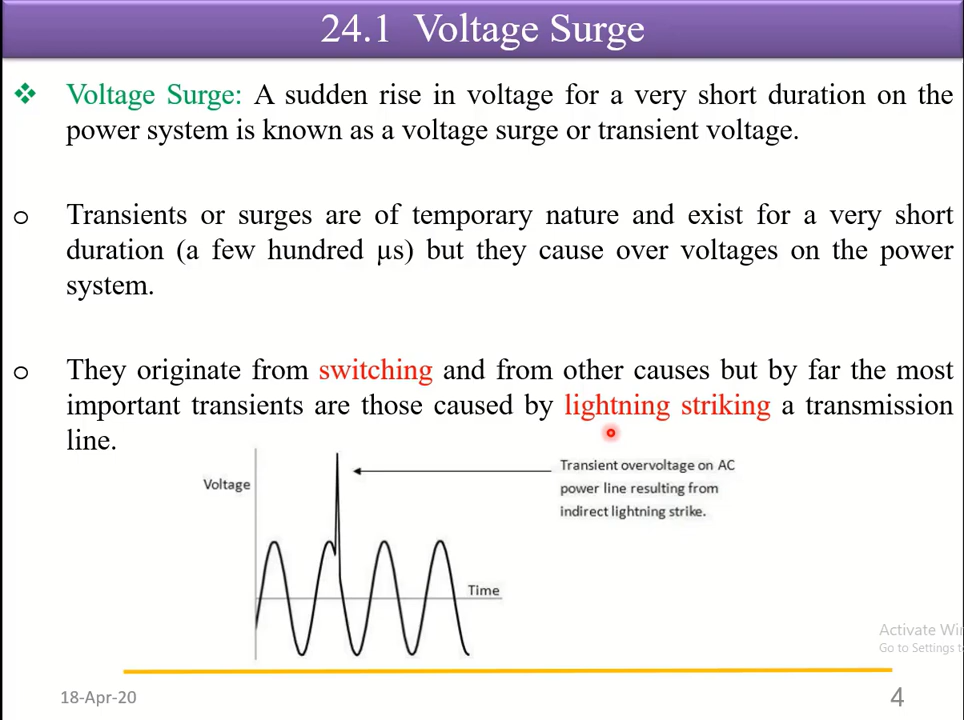 24.1 Voltage Surge
❖ Voltage Surge: A sudden rise in voltage for a very short duration on the
power system is known as a voltage surge or transient voltage.
o Transients or surges are of temporary nature and exist for a very short
duration (a few hundred µs) but they cause over voltages on the power
system.
o They originate from switching and from other causes but by far the most
important transients are those caused by lightning striking a transmission
line.
Voltage
Transient overvoltage on AC
power line resulting from
indirect lightning strike.
Time
Activate Wi
Go to Settings t
18-Apr-20
4